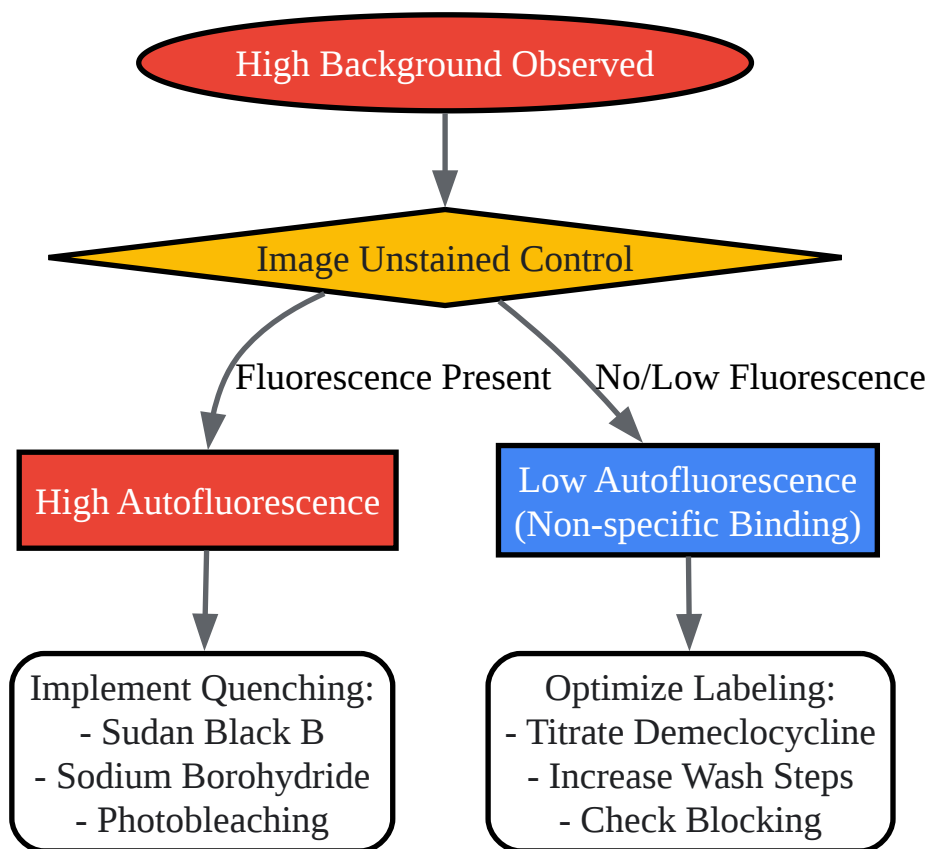 High Background Observed
Image Unstained Control
Fluorescence Present
No/Low Fluorescence
High Autofluorescence
Low Autofluorescence
(Non-specific Binding)
Implement Quenching:
- Sudan Black B
- Sodium Borohydride
- Photobleaching
Optimize Labeling:
- Titrate Demeclocycline
- Increase Wash Steps
- Check Blocking